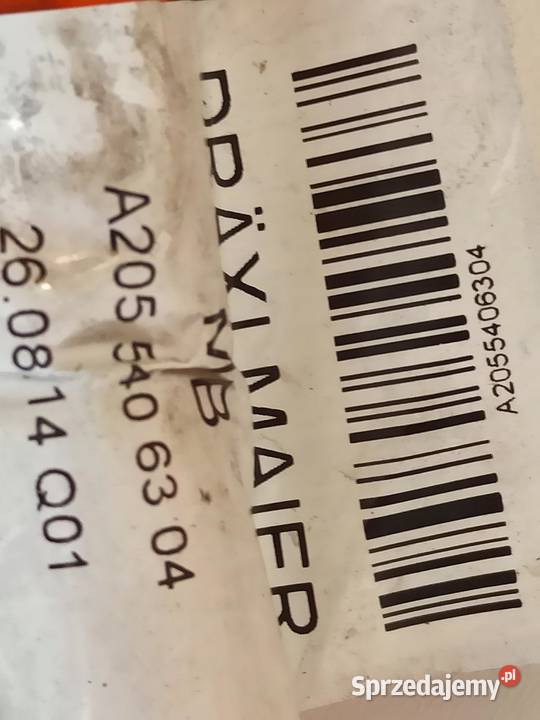 A2055406304
DRÄXLMAIER
MB
A205 540 63 04
26.08.14 Q01
Sprzedajemy.pl